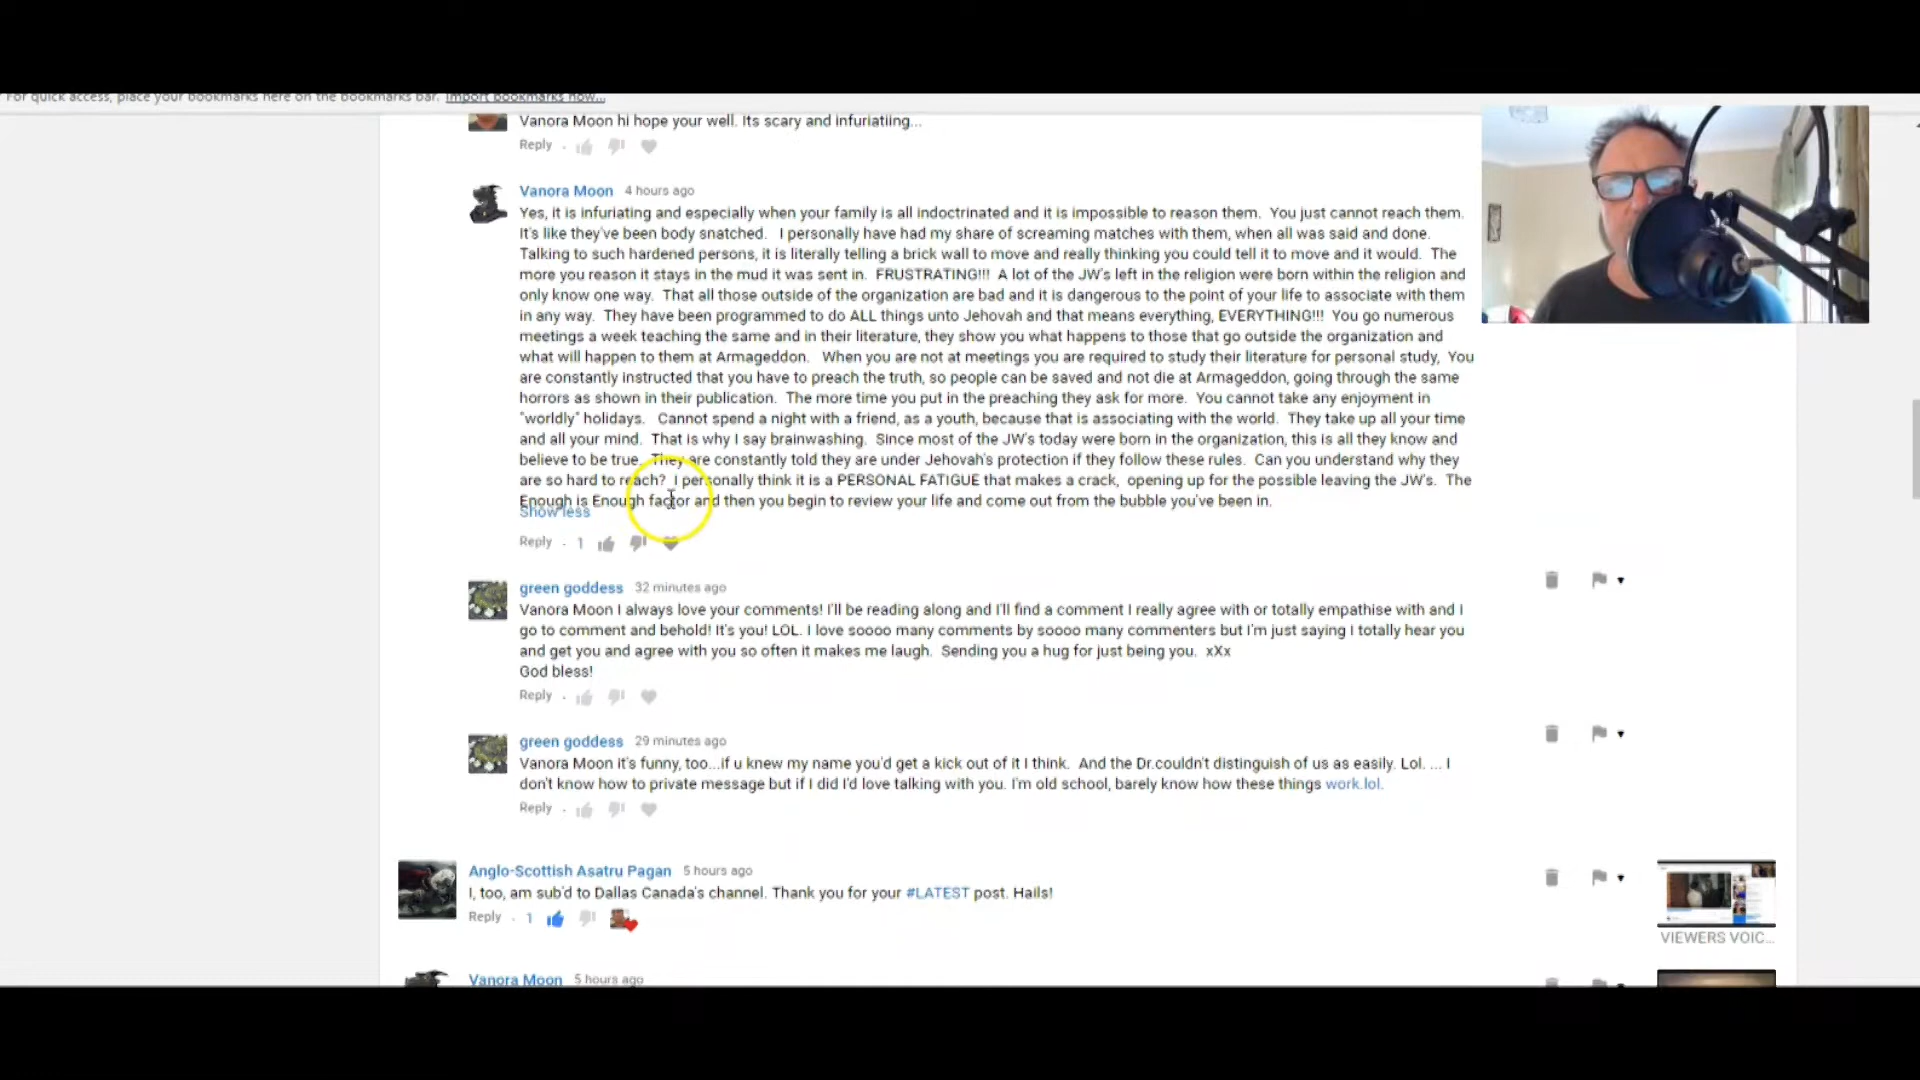 For quick access, place your bookmarks here on the bookmarks bar. Import bookmarks now...
Vanora Moon hi hope your well. Its scary and infuriatiing...
Reply
Vanora Moon 4 hours ago
Yes, it is infuriating and especially when your family is all indoctrinated and it is impossible to reason them. You just cannot reach them.
It's like they've been body snatched. I personally have had my share of screaming matches with them, when all was said and done.
Talking to such hardened persons, it is literally telling a brick wall to move and really thinking you could tell it to move and it would. The
more you reason it stays in the mud it was sent in. FRUSTRATING!!! A lot of the JW's left in the religion were born within the religion and
only know one way. That all those outside of the organization are bad and it is dangerous to the point of your life to associate with them
in any way. They have been programmed to do ALL things unto Jehovah and that means everything, EVERYTHING!!! You go numerous
meetings a week teaching the same and in their literature, they show you what happens to those that go outside the organization and
what will happen to them at Armageddon. When you are not at meetings you are required to study their literature for personal study, You
are constantly instructed that you have to preach the truth, so people can be saved and not die at Armageddon, going through the same
horrors as shown in their publication. The more time you put in the preaching they ask for more. You cannot take any enjoyment in
"worldly" holidays. Cannot spend a night with a friend, as a youth, because that is associating with the world. They take up all your time
and all your mind. That is why I say brainwashing. Since most of the JW's today were born in the organization, this is all they know and
believe to be true. They are constantly told they are under Jehovah's protection if they follow these rules. Can you understand why they
are so hard to reach? I personally think it is a PERSONAL FATIGUE that makes a crack, opening up for the possible leaving the JW's. The
Enough is Enough factor and then you begin to review your life and come out from the bubble you've been in.
Show less
Reply 1
green goddess 32 minutes ago
Vanora Moon I always love your comments! I'll be reading along and I'll find a comment I really agree with or totally empathise with and I
go to comment and behold! It's you! LOL. I love soooo many comments by soooo many commenters but I'm just saying I totally hear you
and get you and agree with you so often it makes me laugh. Sending you a hug for just being you. xXx
God bless!
Reply
green goddess 29 minutes ago
Vanora Moon it's funny, too...if u knew my name you'd get a kick out of it I think. And the Dr.couldn't distinguish of us as easily. Lol. ... I
don't know how to private message but if I did I'd love talking with you. I'm old school, barely know how these things work.lol.
Reply
Anglo-Scottish Asatru Pagan 5 hours ago
I, too, am sub'd to Dallas Canada's channel. Thank you for your #LATEST post. Hails!
Reply 1
VIEWERS VOIC...
Vanora Moon 5 hours ago